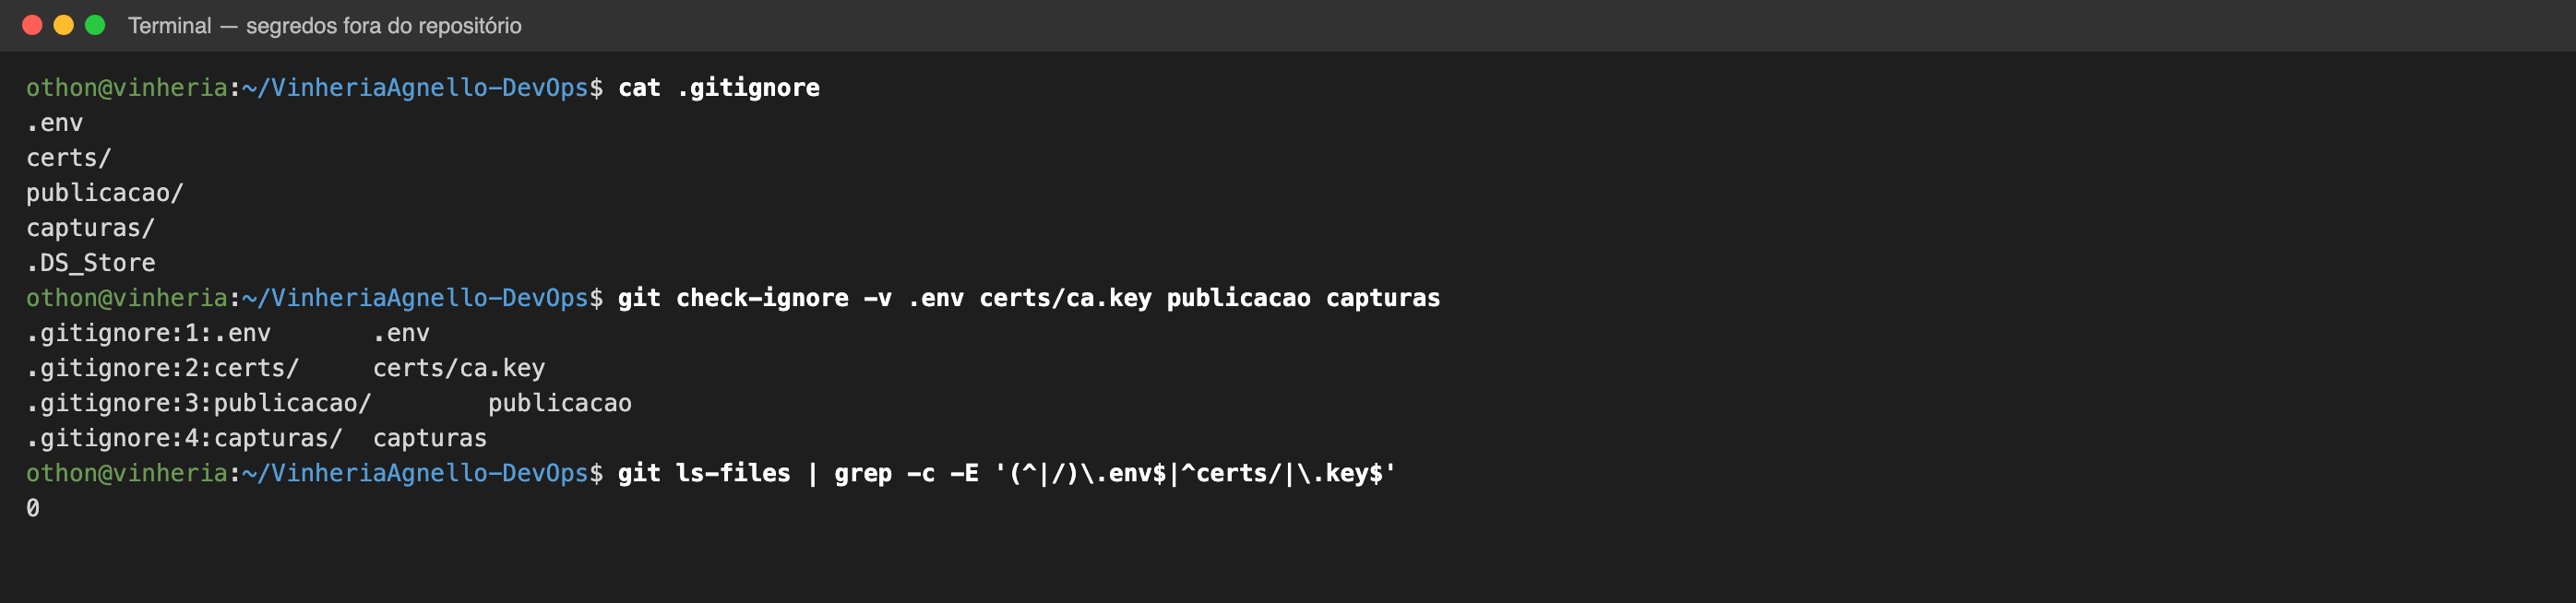 Terminal — segredos fora do repositório
othon@vinheria:~/VinheriaAgnello-DevOps$ cat .gitignore
.env
certs/
publicacao/
capturas/
.DS_Store
othon@vinheria:~/VinheriaAgnello-DevOps$ git check-ignore -v .env certs/ca.key publicacao capturas
.gitignore:1:.env	.env
.gitignore:2:certs/	certs/ca.key
.gitignore:3:publicacao/	publicacao
.gitignore:4:capturas/	capturas
othon@vinheria:~/VinheriaAgnello-DevOps$ git ls-files | grep -c -E '(^|/)\.env$|^certs/|\.key$'
0